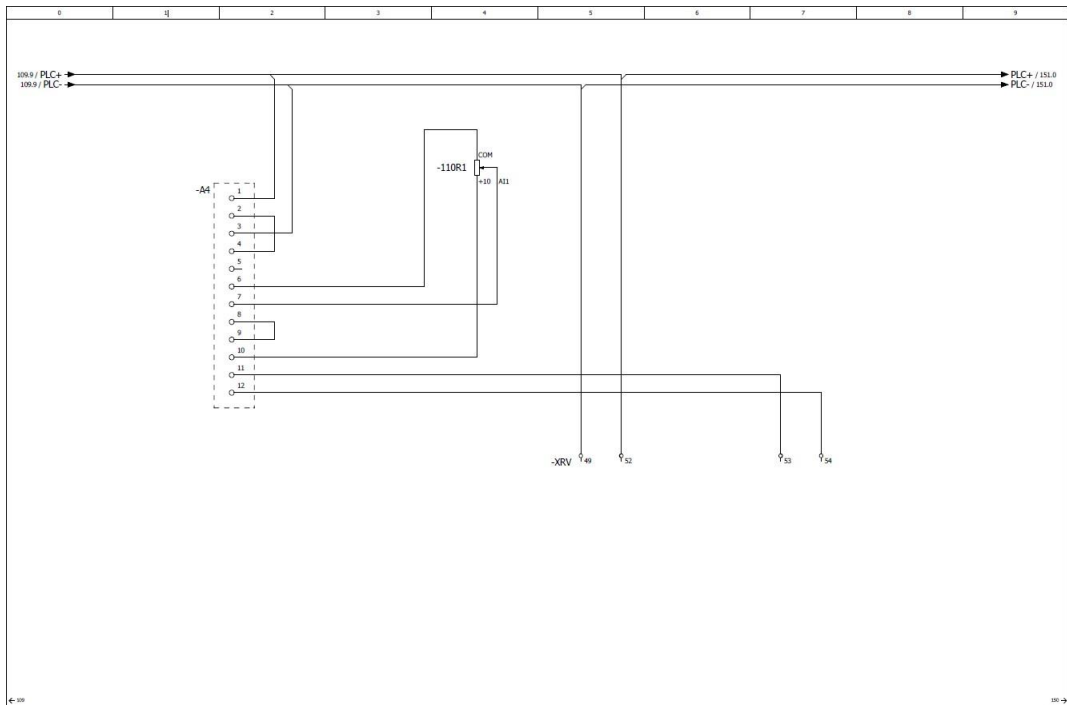 0 1 2 3 4 5 6 7 8 9
109.9 / PLC+ PLC+ / 151.0
109.9 / PLC- PLC- / 151.0
COM
-110R1
+10 AI1
-A4
1
2
3
4
5
6
7
8
9
10
11
12
-XRV 49 52 53 54
109 150